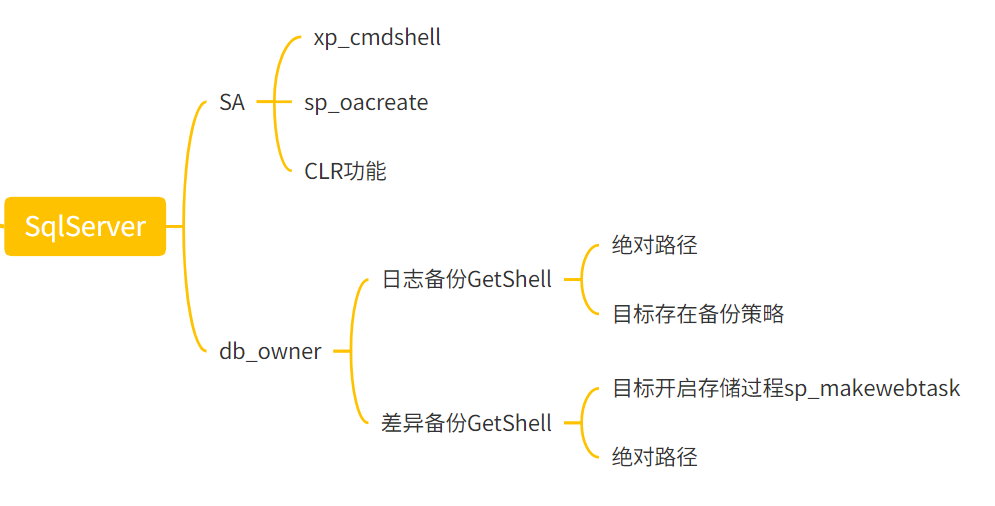 SqlServer
SA
xp_cmdshell
sp_oacreate
CLR功能
db_owner
日志备份GetShell
绝对路径
目标存在备份策略
差异备份GetShell
目标开启存储过程sp_makewebtask
绝对路径